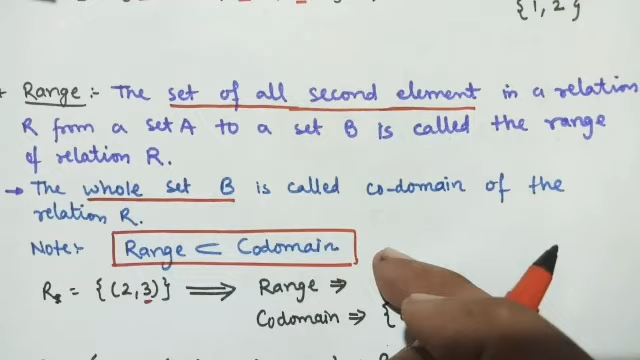 {1, 2}
Range :- The set of all second element in a relation
R from a set A to a set B is called the range
of relation R.
→ The whole set B is called co-domain of the
relation R.
Note:- Range ⊂ Codomain
R = {(2,3)} ⟹ Range ⇒
Codomain ⇒ {